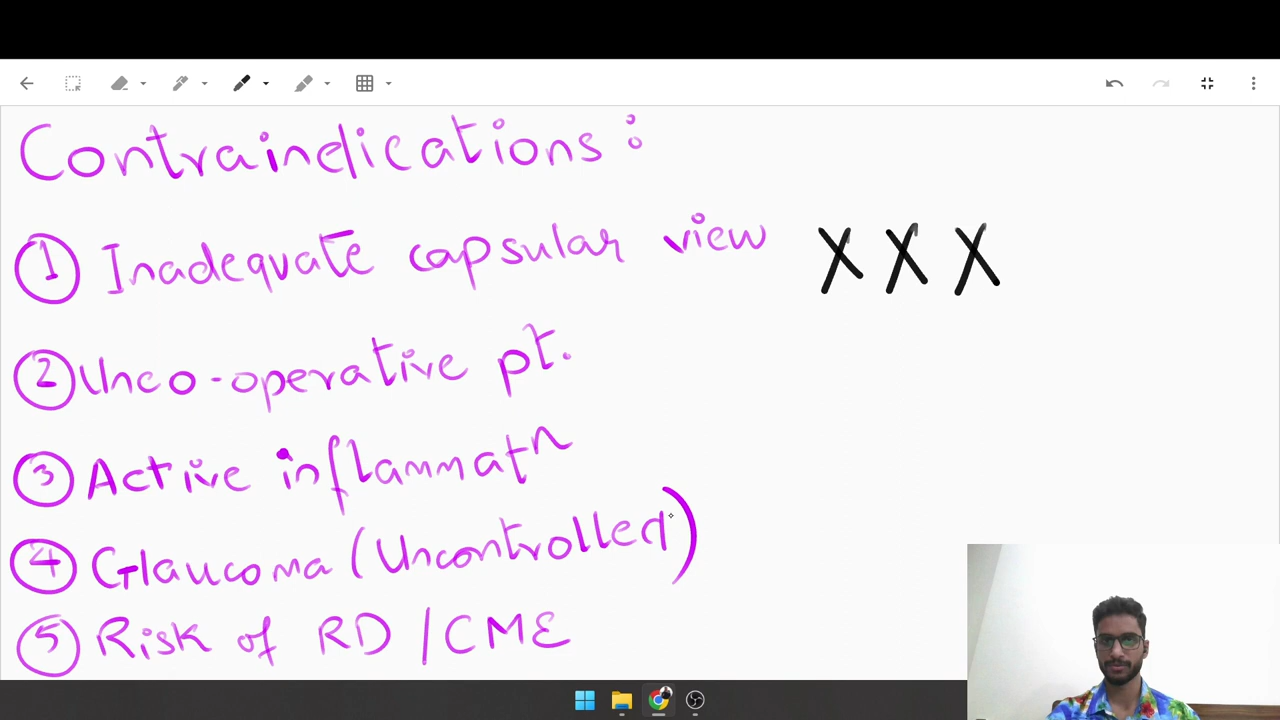 Contraindications :
① Inadequate capsular view X X X
② Unco-operative pt.
③ Active inflammatn
④ Glaucoma (Uncontrolled)
⑤ Risk of RD / CME